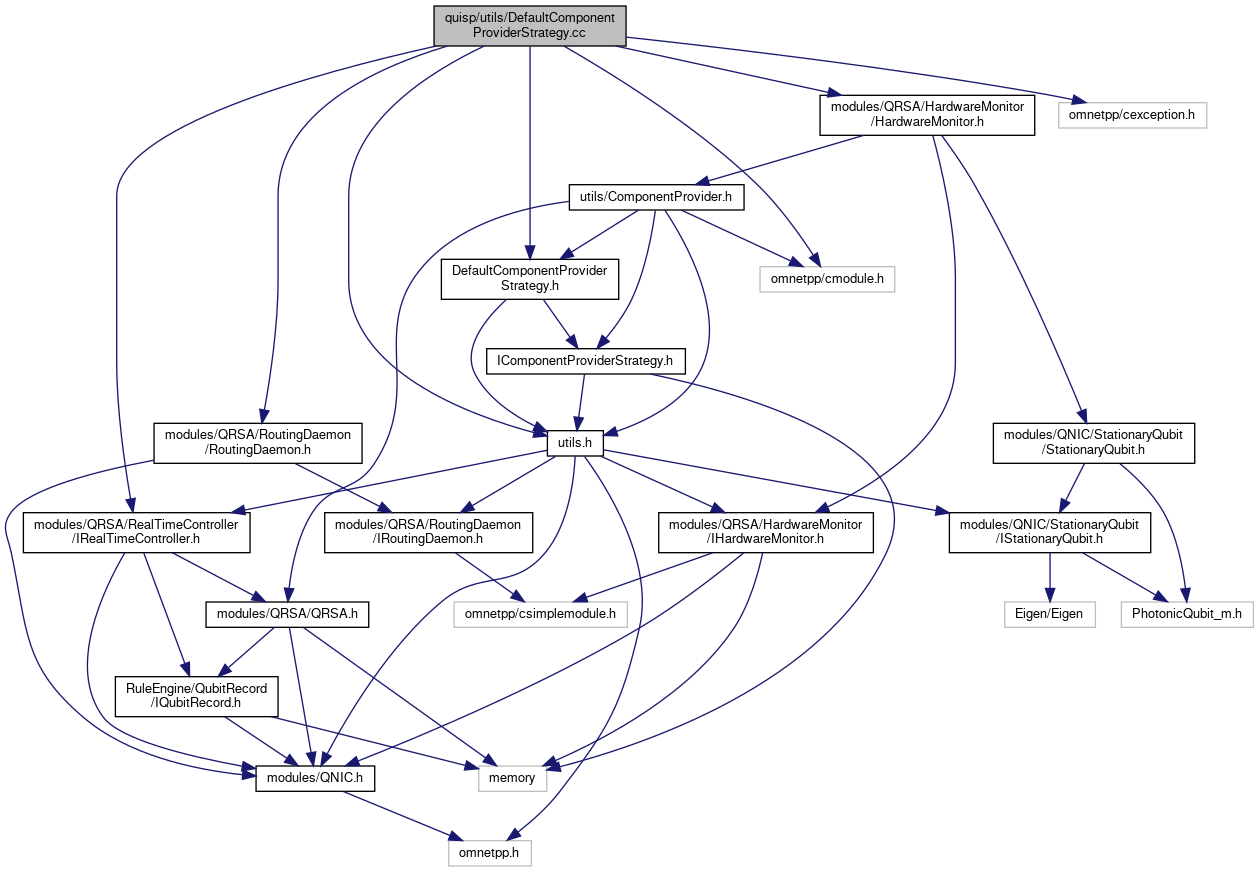 quisp/utils/DefaultComponent
ProviderStrategy.cc
modules/QRSA/HardwareMonitor
/HardwareMonitor.h
omnetpp/cexception.h
utils/ComponentProvider.h
DefaultComponentProvider
Strategy.h
omnetpp/cmodule.h
IComponentProviderStrategy.h
modules/QRSA/RoutingDaemon
/RoutingDaemon.h
utils.h
modules/QNIC/StationaryQubit
/StationaryQubit.h
modules/QRSA/RealTimeController
/IRealTimeController.h
modules/QRSA/RoutingDaemon
/IRoutingDaemon.h
modules/QRSA/HardwareMonitor
/IHardwareMonitor.h
modules/QNIC/StationaryQubit
/IStationaryQubit.h
modules/QRSA/QRSA.h
omnetpp/csimplemodule.h
Eigen/Eigen
PhotonicQubit_m.h
RuleEngine/QubitRecord
/IQubitRecord.h
modules/QNIC.h
memory
omnetpp.h